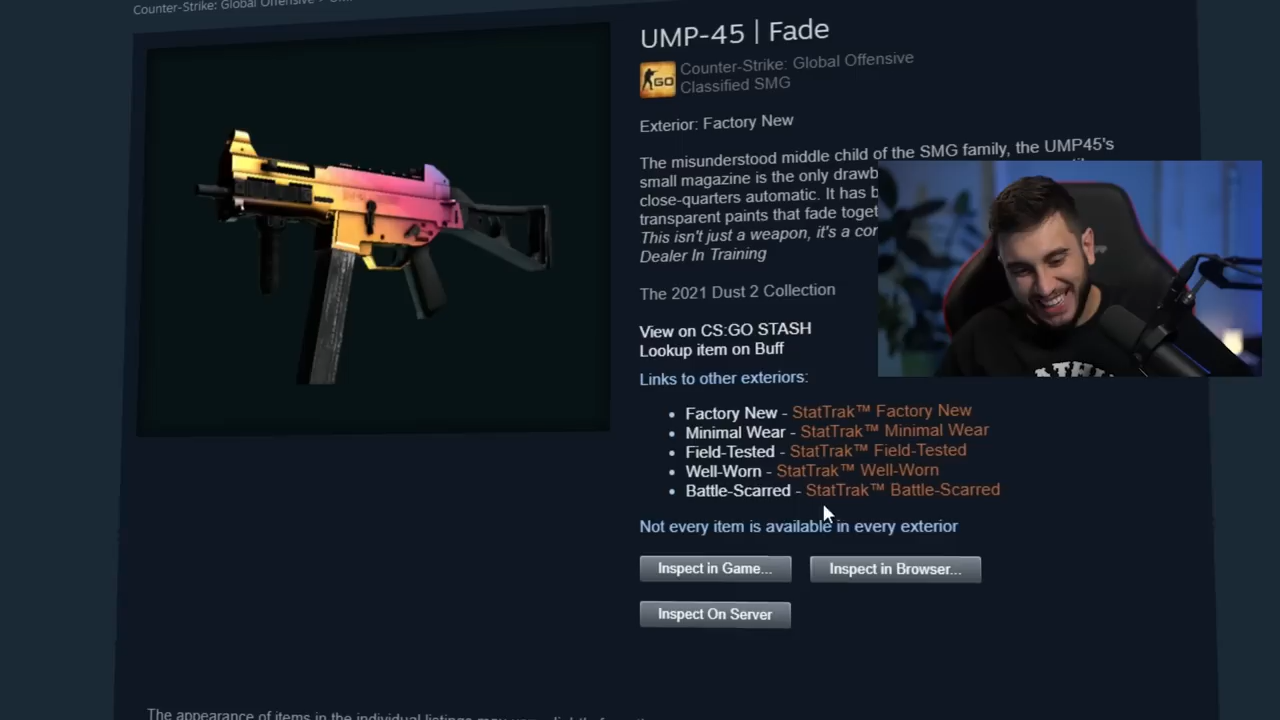 Counter-Strike: Global Offensive
UMP-45 | Fade
GO
Counter-Strike: Global Offensive
Classified SMG
Exterior: Factory New
The misunderstood middle child of the SMG family, the UMP45's
small magazine is the only drawb
close-quarters automatic. It has b
transparent paints that fade toget
This isn't just a weapon, it's a con
Dealer In Training
The 2021 Dust 2 Collection
View on CS:GO STASH
Lookup item on Buff
Links to other exteriors:
Factory New - StatTrak™ Factory New
Minimal Wear - StatTrak™ Minimal Wear
Field-Tested - StatTrak™ Field-Tested
Well-Worn - StatTrak™ Well-Worn
Battle-Scarred - StatTrak™ Battle-Scarred
Not every item is available in every exterior
Inspect in Game...
Inspect in Browser...
Inspect On Server
The appearance of items in the individual listings may